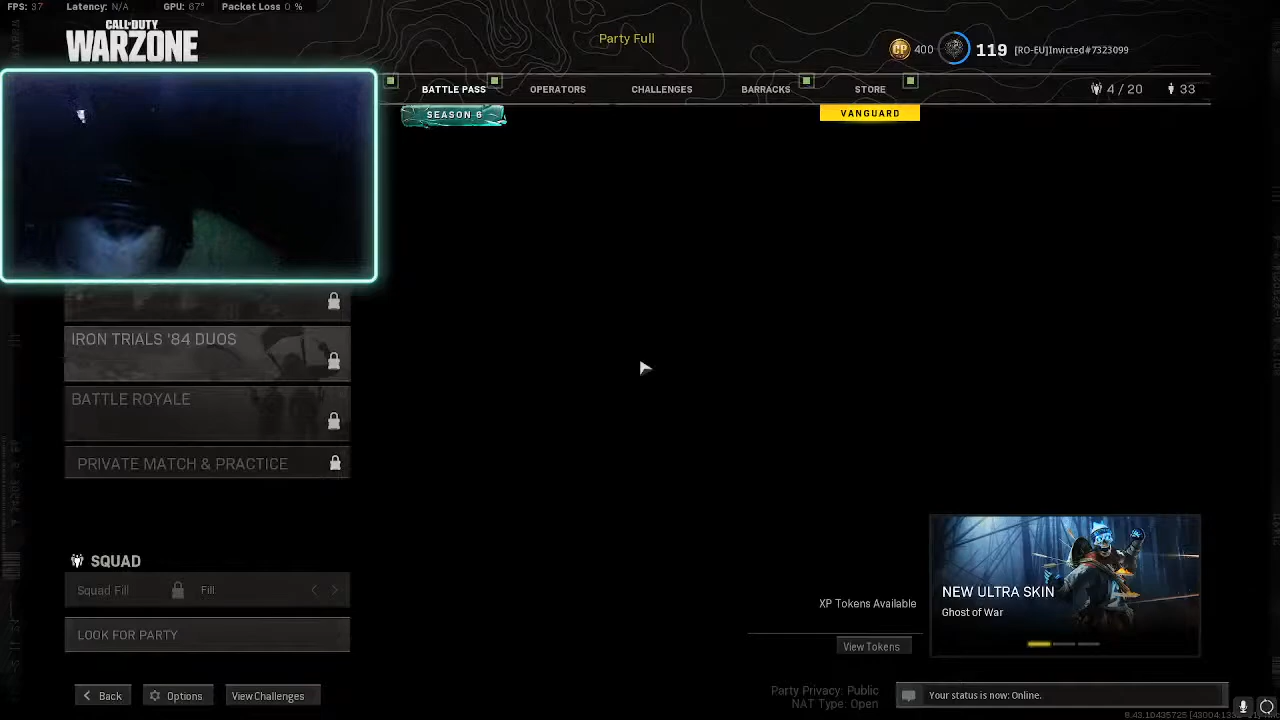 FPS: 37 Latency: N/A GPU: 67° Packet Loss 0 %
CALL·DUTY
WARZONE
Party Full
CP 400 119 [RO-EU]Invicted#7323099
BATTLE PASS OPERATORS CHALLENGES BARRACKS STORE 4 / 20 33
SEASON 6 VANGUARD
IRON TRIALS '84 DUOS
BATTLE ROYALE
PRIVATE MATCH & PRACTICE
SQUAD
Squad Fill Fill
LOOK FOR PARTY
NEW ULTRA SKIN
Ghost of War
XP Tokens Available
View Tokens
Back Options View Challenges
Party Privacy: Public
NAT Type: Open
Your status is now: Online.